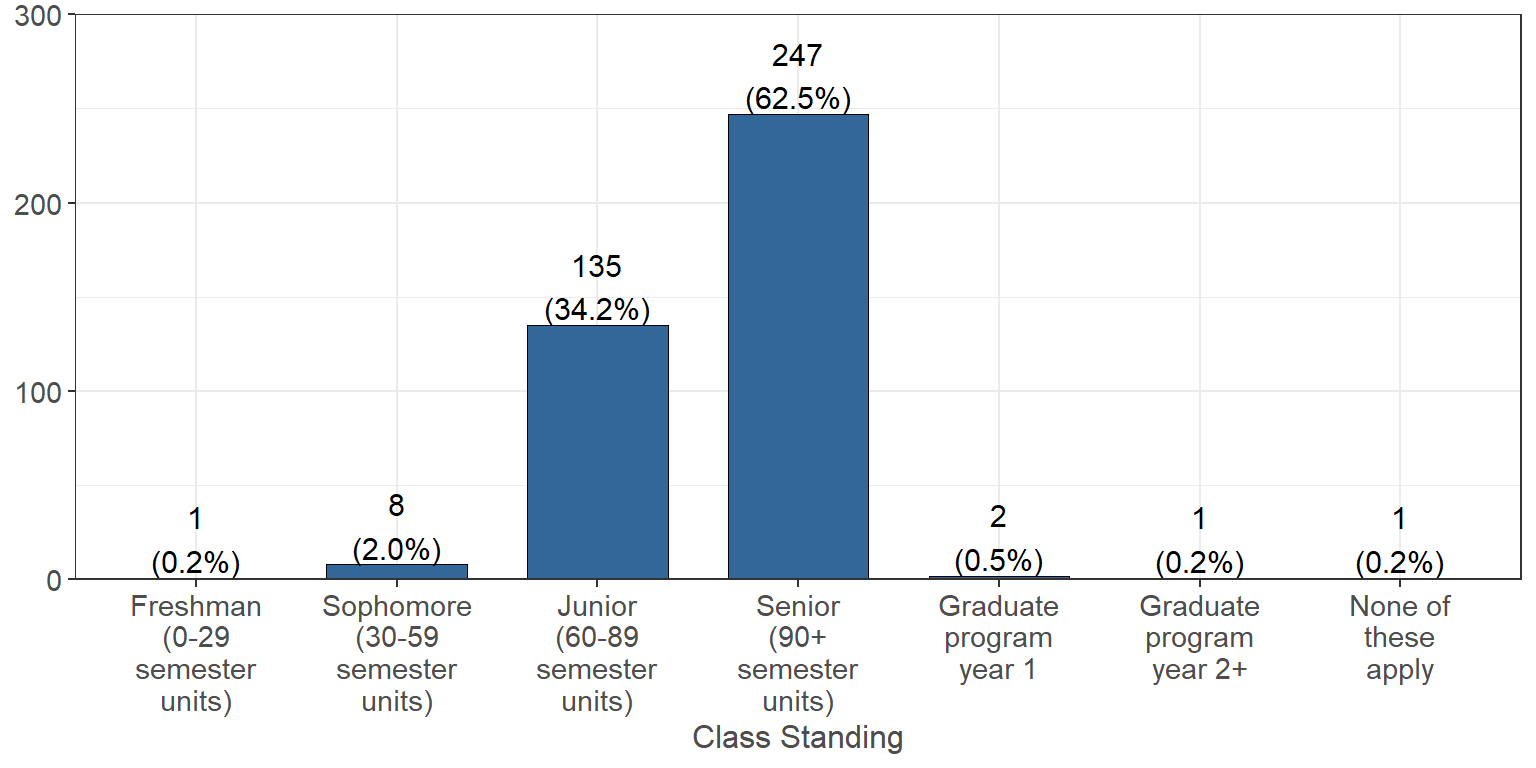 300
200
100
0
1
(0.2%)
8
(2.0%)
135
(34.2%)
247
(62.5%)
2
(0.5%)
1
(0.2%)
1
(0.2%)
Freshman
(0-29
semester
units)
Sophomore
(30-59
semester
units)
Junior
(60-89
semester
units)
Senior
(90+
semester
units)
Graduate
program
year 1
Graduate
program
year 2+
None of
these
apply
Class Standing